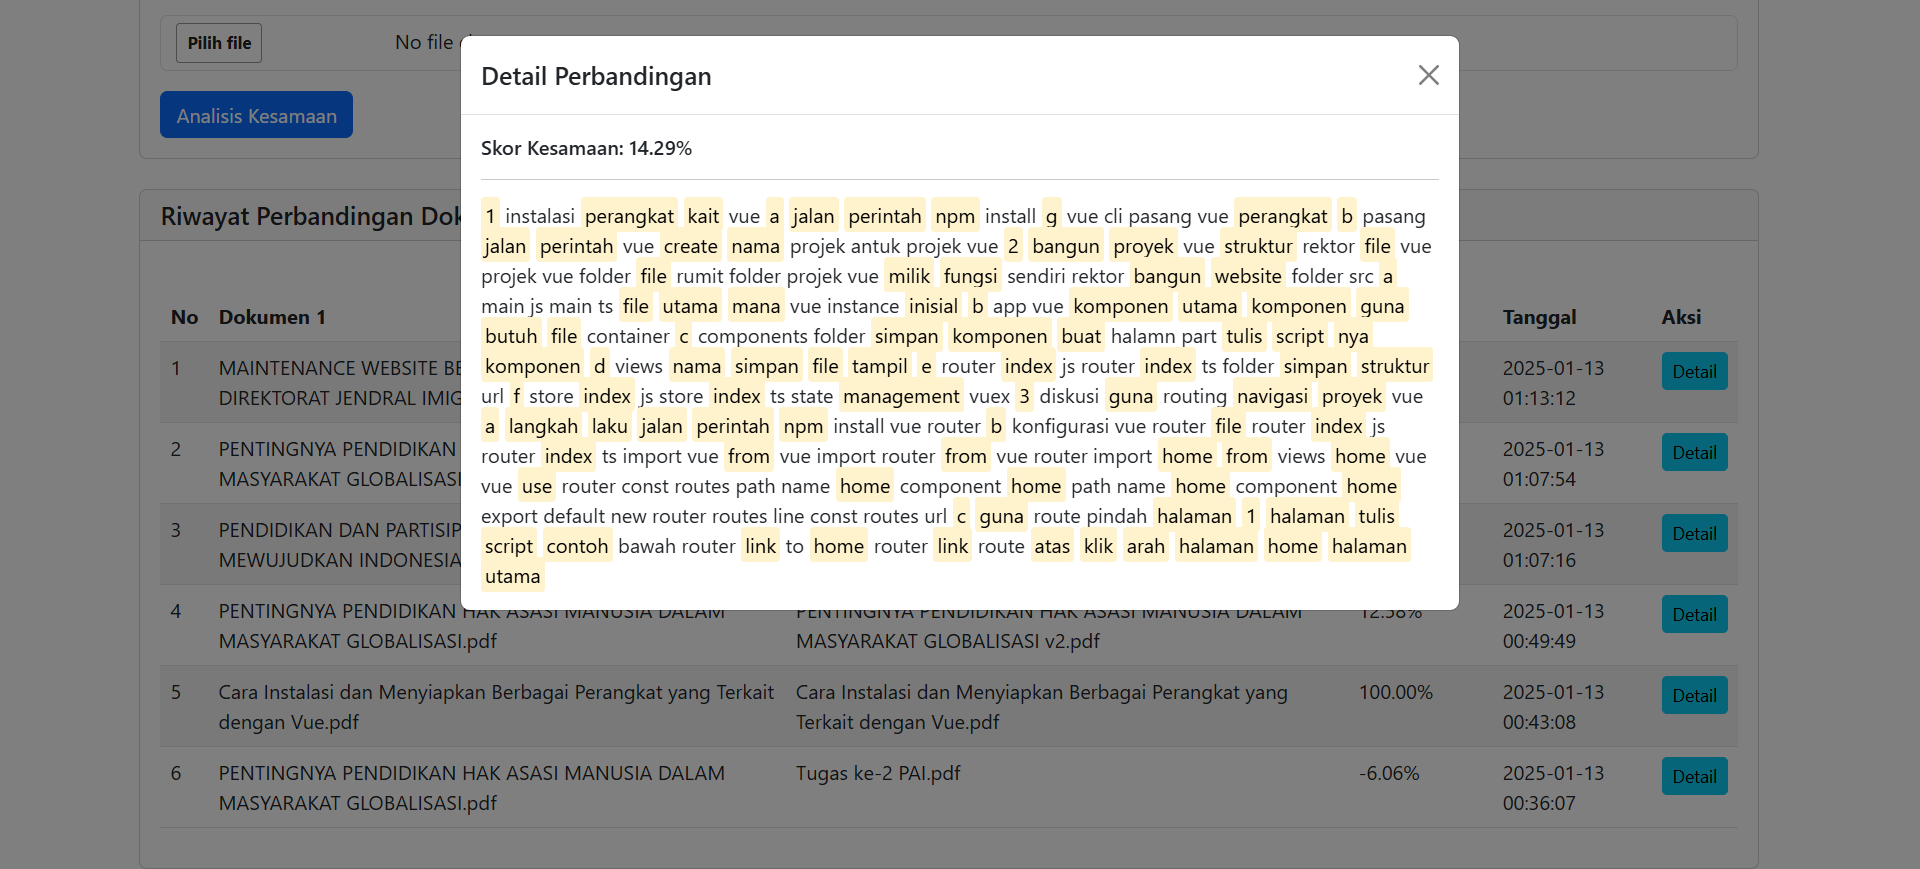 Pilih file
No file
Analisis Kesamaan
Detail Perbandingan
Skor Kesamaan: 14.29%
1 instalasi perangkat kait vue a jalan perintah npm install g vue cli pasang vue perangkat b pasang
jalan perintah vue create nama projek antuk projek vue 2 bangun proyek vue struktur rektor file vue
projek vue folder file rumit folder projek vue milik fungsi sendiri rektor bangun website folder src a
main js main ts file utama mana vue instance inisial b app vue komponen utama komponen guna
butuh file container c components folder simpan komponen buat halamn part tulis script nya
komponen d views nama simpan file tampil e router index js router index ts folder simpan struktur
url f store index js store index ts state management vuex 3 diskusi guna routing navigasi proyek vue
a langkah laku jalan perintah npm install vue router b konfigurasi vue router file router index js
router index ts import vue from vue import router from vue router import home from views home vue
vue use router const routes path name home component home path name home component home
export default new router routes line const routes url c guna route pindah halaman 1 halaman tulis
script contoh bawah router link to home router link route atas klik arah halaman home halaman
utama
Riwayat Perbandingan Dok
No Dokumen 1 Tanggal Aksi
1 MAINTENANCE WEBSITE BE 2025-01-13 Detail
DIREKTORAT JENDRAL IMIG 01:13:12
2 PENTINGNYA PENDIDIKAN 2025-01-13 Detail
MASYARAKAT GLOBALISASI 01:07:54
3 PENDIDIKAN DAN PARTISIP 2025-01-13 Detail
MEWUJUDKAN INDONESIA 01:07:16
4 PENTINGNYA PENDIDIKAN HAK ASASI MANUSIA DALAM PENTINGNYA PENDIDIKAN HAK ASASI MANUSIA DALAM 12.58% 2025-01-13 Detail
MASYARAKAT GLOBALISASI.pdf MASYARAKAT GLOBALISASI v2.pdf 00:49:49
5 Cara Instalasi dan Menyiapkan Berbagai Perangkat yang Terkait Cara Instalasi dan Menyiapkan Berbagai Perangkat yang 100.00% 2025-01-13 Detail
dengan Vue.pdf Terkait dengan Vue.pdf 00:43:08
6 PENTINGNYA PENDIDIKAN HAK ASASI MANUSIA DALAM Tugas ke-2 PAI.pdf -6.06% 2025-01-13 Detail
MASYARAKAT GLOBALISASI.pdf 00:36:07